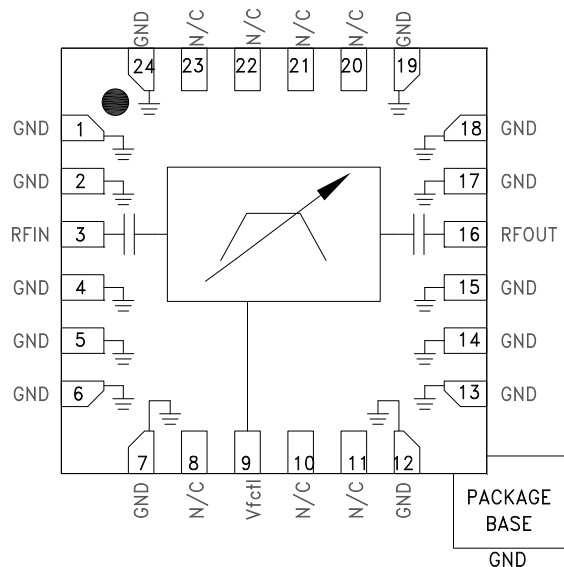 GND N/C N/C N/C N/C GND
24 23 22 21 20 19
GND 1 18 GND
GND 2 17 GND
RFIN 3 16 RFOUT
GND 4 15 GND
GND 5 14 GND
GND 6 13 GND
7 8 9 10 11 12
GND N/C Vfctl N/C N/C GND
PACKAGE
BASE
GND